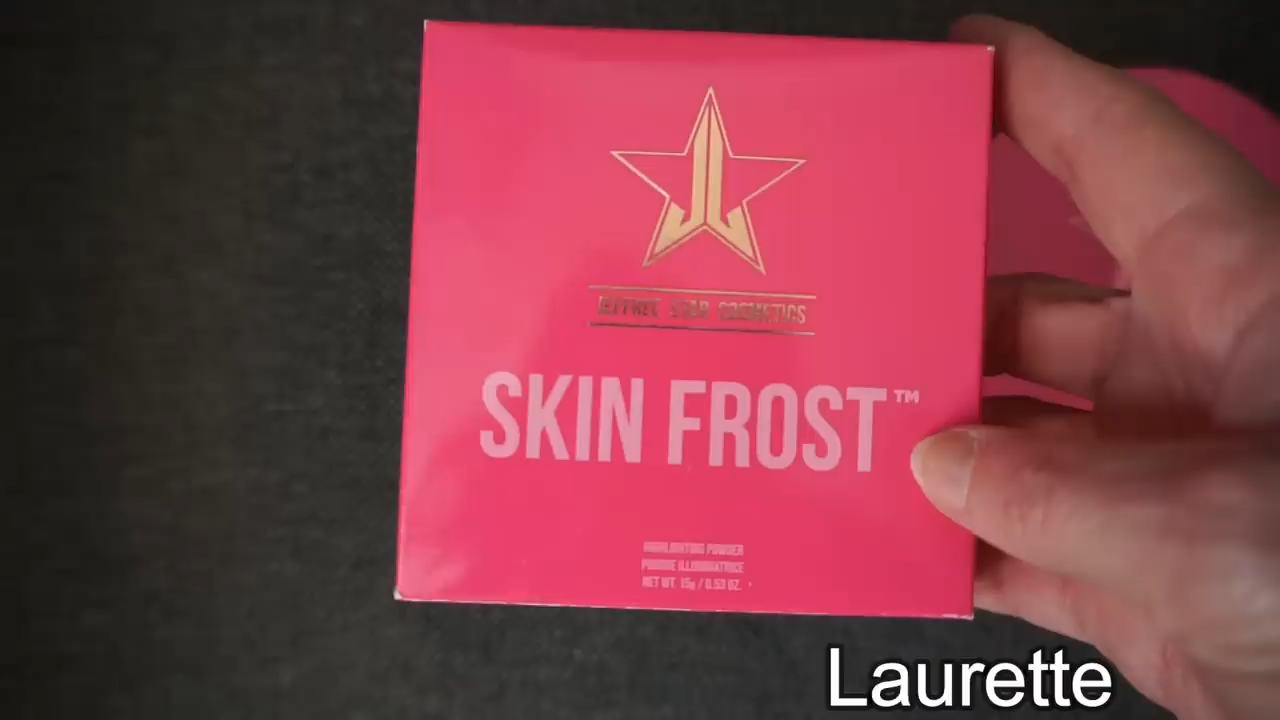 JEFFREE STAR COSMETICS
SKIN FROST™
HIGHLIGHTING POWDER
POUDRE ILLUMINATRICE
NET WT. 15g / 0.53 OZ.
Laurette